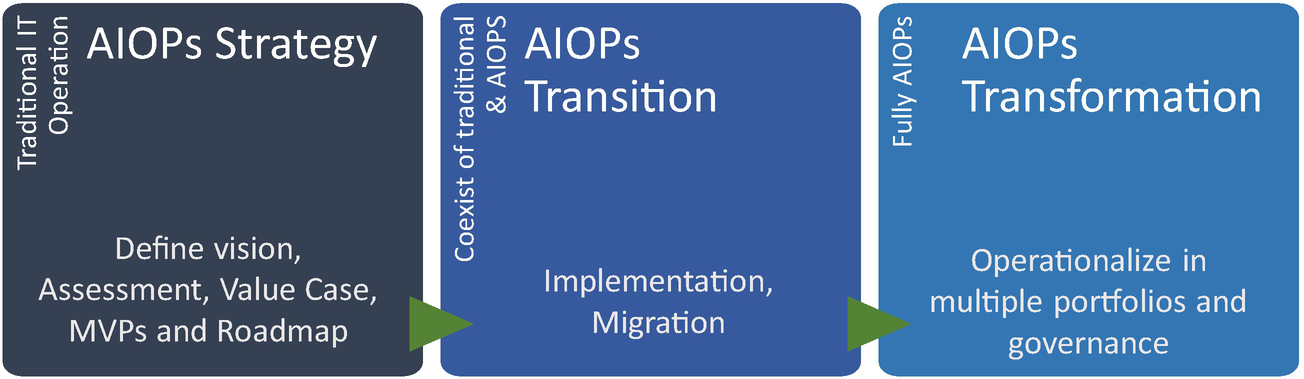 Traditional IT
Operation
AIOPs Strategy
Define vision,
Assessment, Value Case,
MVPs and Roadmap
Coexist of traditional
& AIOPS
AIOPs
Transition
Implementation,
Migration
Fully AIOPs
AIOPs
Transformation
Operationalize in
multiple portfolios and
governance